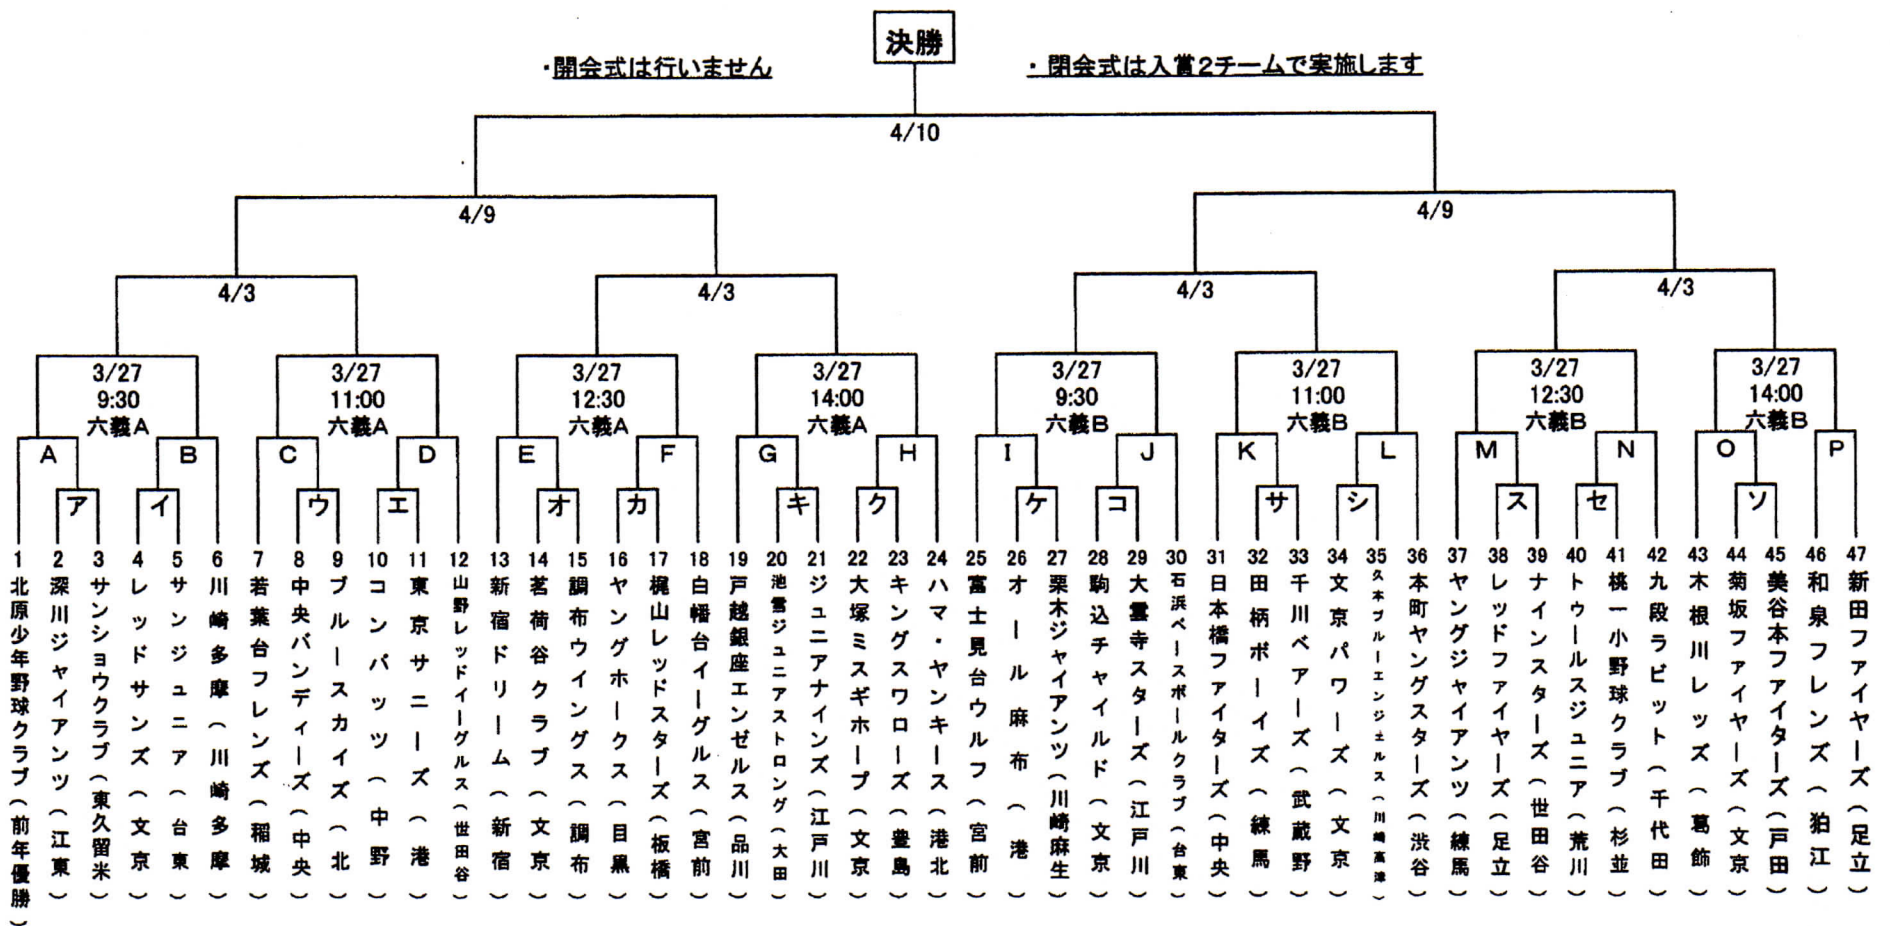 決勝
・開会式は行いません
・閉会式は入賞2チームで実施します
4/10
4/9
4/9
4/3
4/3
4/3
4/3
3/27
9:30
六義A
3/27
11:00
六義A
3/27
12:30
六義A
3/27
14:00
六義A
3/27
9:30
六義B
3/27
11:00
六義B
3/27
12:30
六義B
3/27
14:00
六義B
A
B
C
D
E
F
G
H
I
J
K
L
M
N
O
P
ア
イ
ウ
エ
オ
カ
キ
ク
ケ
コ
サ
シ
ス
セ
ソ
1 北原少年野球クラブ(前年優勝)
2 深川ジャイアンツ(江東)
3 サンショウクラブ(東久留米)
4 レッドサンズ(文京)
5 サンジュニア(台東)
6 川崎多摩(川崎多摩)
7 若葉台フレンズ(稲城)
8 中央バンディーズ(中央)
9 ブルースカイズ(北)
10 コンパッツ(中野)
11 東京サニーズ(港)
12 山野レッドイーグルス(世田谷)
13 新宿ドリーム(新宿)
14 茗荷谷クラブ(文京)
15 調布ウイングス(調布)
16 ヤングホークス(目黒)
17 梶山レッドスターズ(板橋)
18 白幡台イーグルス(宮前)
19 戸越銀座エンゼルス(品川)
20 池雪ジュニアストロング(大田)
21 ジュニアナインズ(江戸川)
22 大塚ミスギホープ(文京)
23 キングスワローズ(豊島)
24 ハマ・ヤンキース(港北)
25 富士見台ウルフ(宮前)
26 オール麻布(港)
27 栗木ジャイアンツ(川崎麻生)
28 駒込チャイルド(文京)
29 大雲寺スターズ(江戸川)
30 石浜ベースボールクラブ(台東)
31 日本橋ファイターズ(中央)
32 田柄ボーイズ(練馬)
33 千川ベアーズ(武蔵野)
34 文京パワーズ(文京)
35 久本ブルーエンジェルス(川崎高津)
36 本町ヤングスターズ(渋谷)
37 ヤングジャイアンツ(練馬)
38 レッドファイヤーズ(足立)
39 ナインスターズ(世田谷)
40 トゥールスジュニア(荒川)
41 桃一小野球クラブ(杉並)
42 九段ラビット(千代田)
43 木根川レッズ(葛飾)
44 菊坂ファイヤーズ(文京)
45 美谷本ファイターズ(戸田)
46 和泉フレンズ(狛江)
47 新田ファイヤーズ(足立)